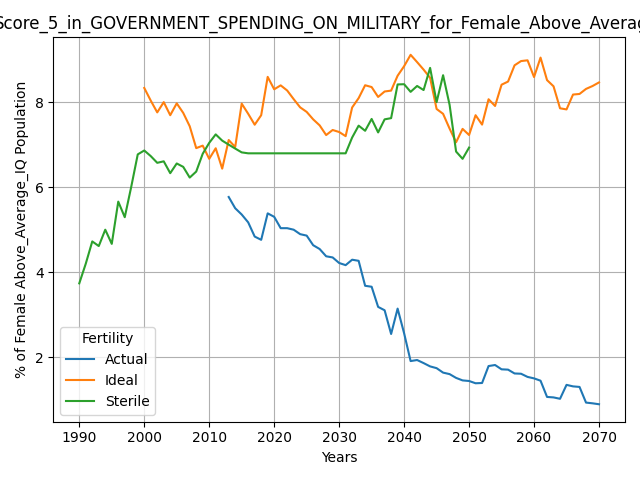 Score_5_in_GOVERNMENT_SPENDING_ON_MILITARY_for_Female_Above_Averag
% of Female Above_Average_IQ Population
8
6
4
2
Fertility
Actual
Ideal
Sterile
1990 2000 2010 2020 2030 2040 2050 2060 2070
Years